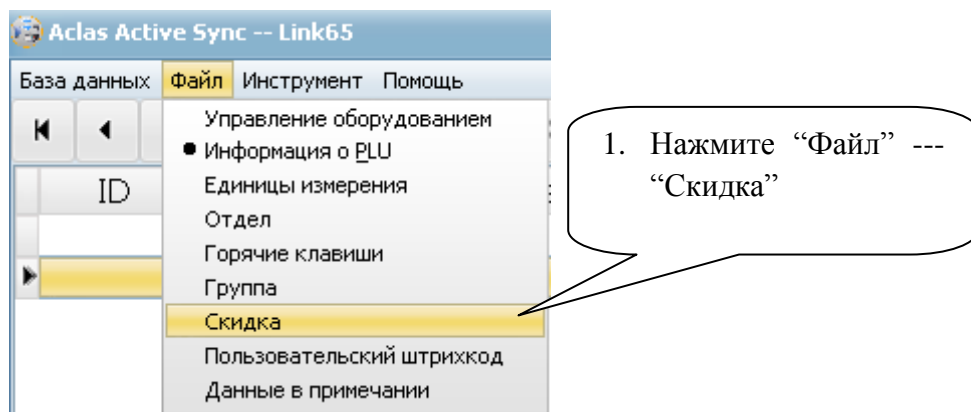 Aclas Active Sync -- Link65
База данных Файл Инструмент Помощь
Управление оборудованием
Информация о PLU
ID
Единицы измерения
Отдел
Горячие клавиши
Группа
Скидка
Пользовательский штрихкод
Данные в примечании
1. Нажмите “Файл” ---
“Скидка”